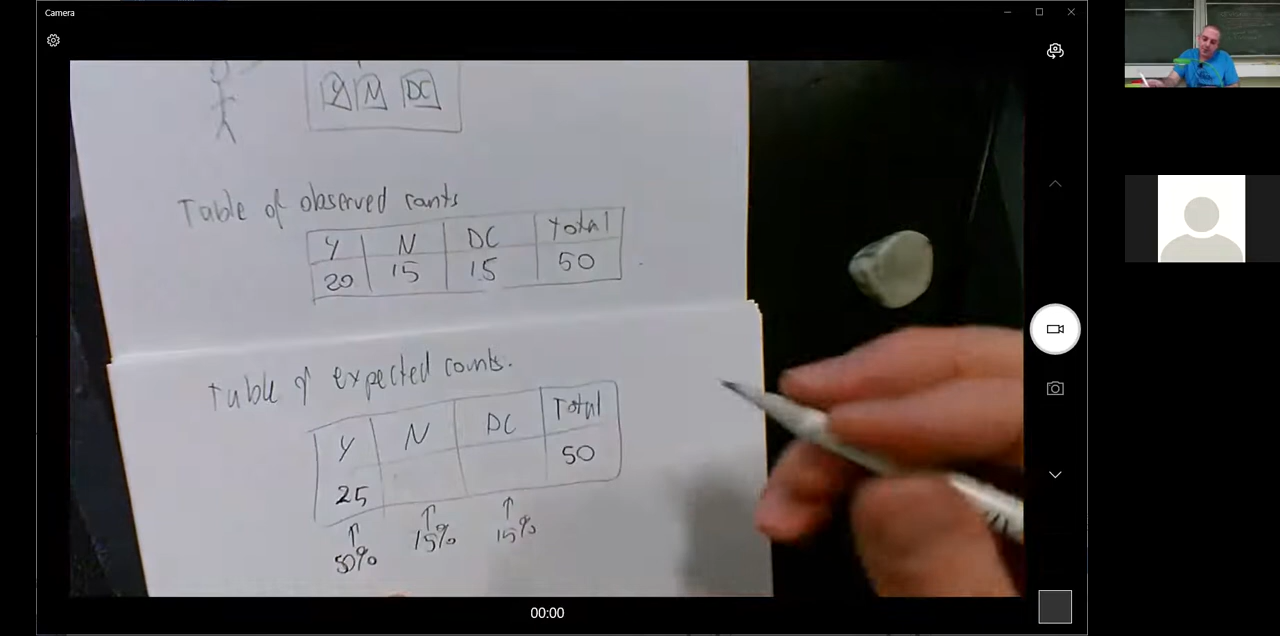 Camera
Y N DC
Table of observed counts
Y N DC Total
20 15 15 50
Table of expected counts.
Y N DC Total
25 50
↑ ↑ ↑
50% 15% 15%
00:00